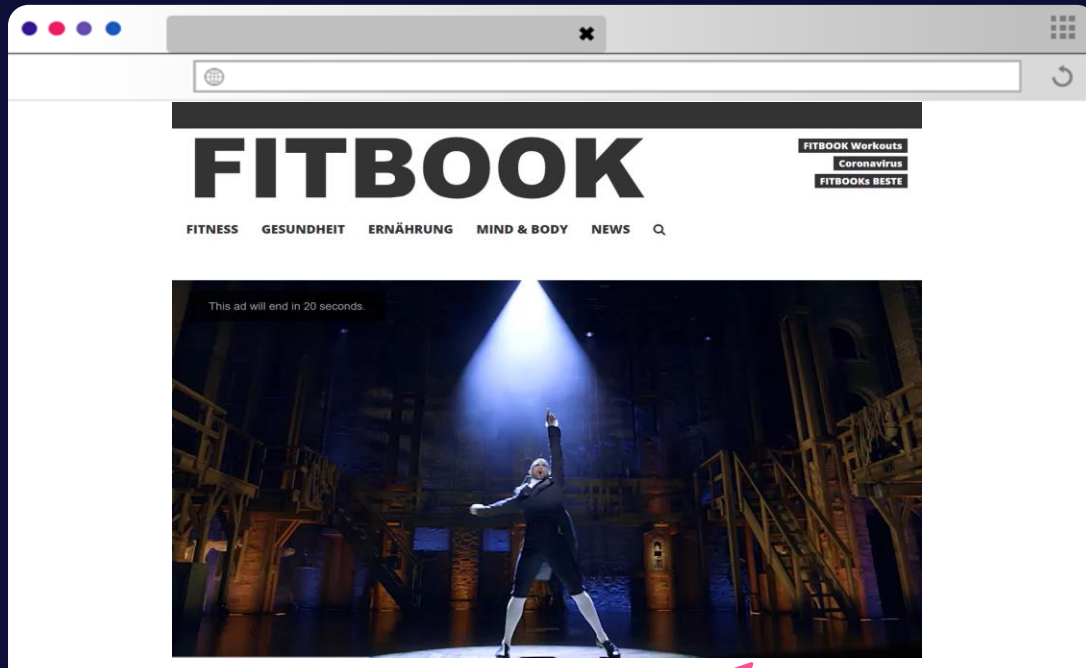 FITBOOK
FITBOOK Workouts
Coronavirus
FITBOOKs BESTE
FITNESS GESUNDHEIT ERNÄHRUNG MIND & BODY NEWS
This ad will end in 20 seconds.